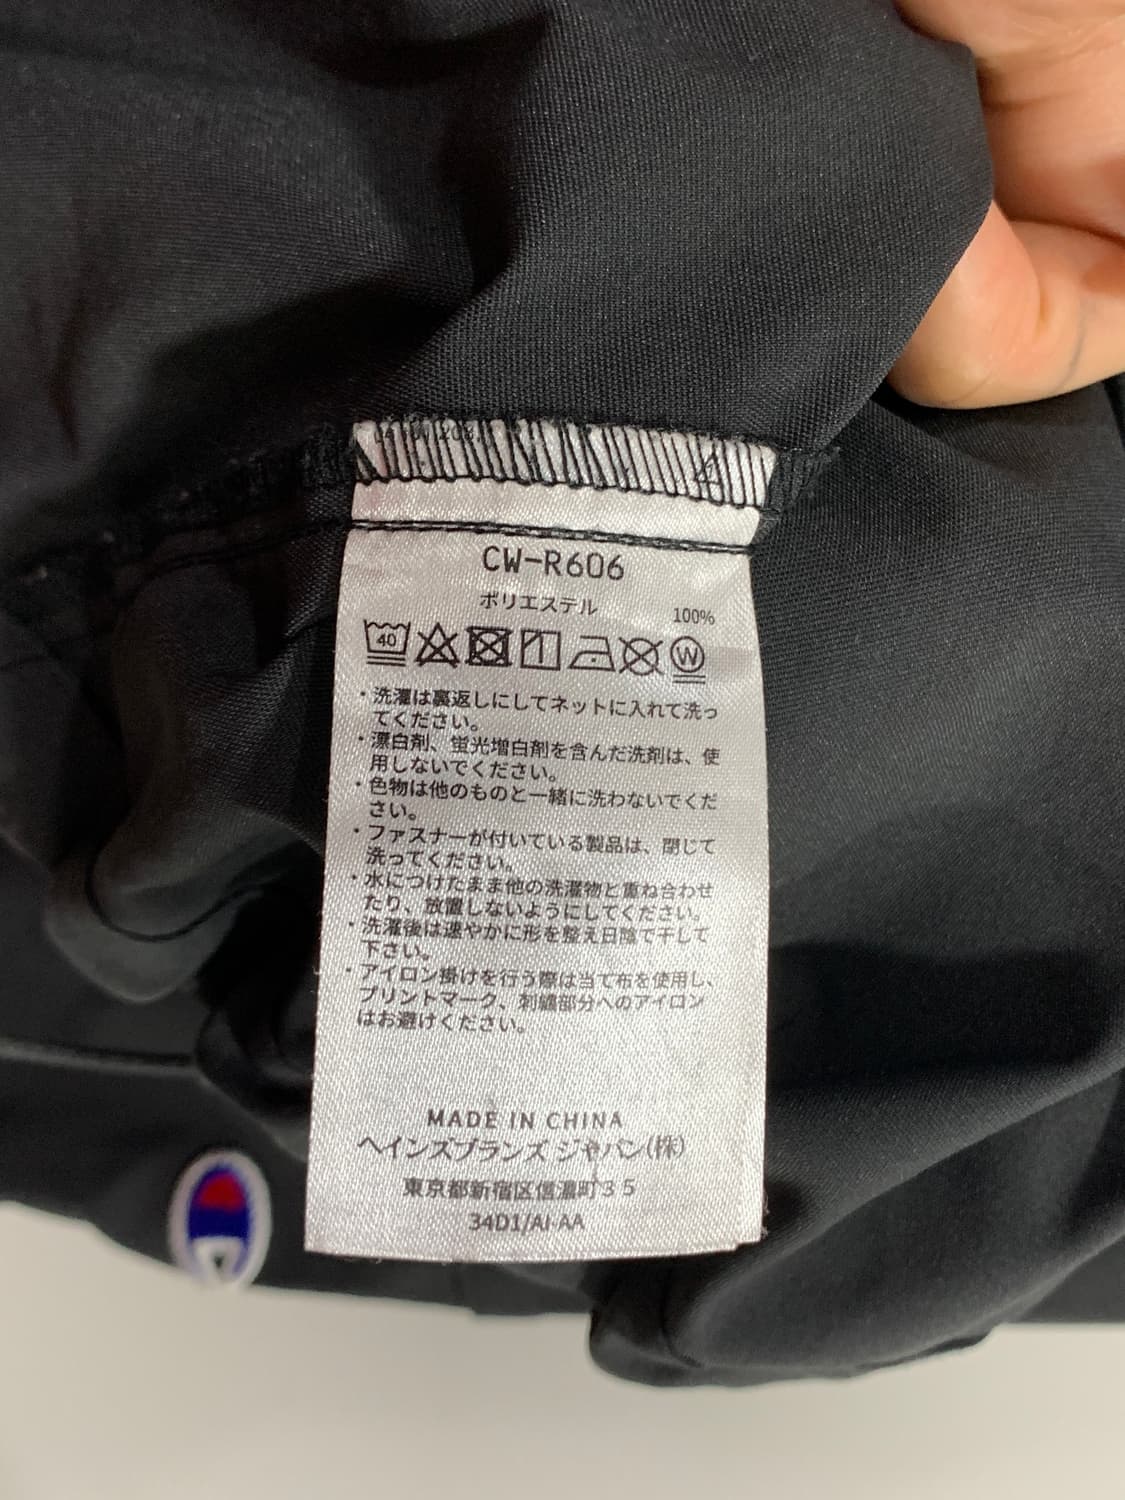 CW-R606
ポリエステル 100%
40
W
・洗濯は裏返しにしてネットに入れて洗っ
てください。
・漂白剤、蛍光増白剤を含んだ洗剤は、使
用しないでください。
・色物は他のものと一緒に洗わないでくだ
さい。
・ファスナーが付いている製品は、閉じて
洗ってください。
・水につけたまま他の洗濯物と重ね合わせ
たり、放置しないようにしてください。
・洗濯後は速やかに形を整え日陰で干して
下さい。
・アイロン掛けを行う際は当て布を使用し、
プリントマーク、刺繍部分へのアイロン
はお避けください。
MADE IN CHINA
ヘインズブランズ ジャパン(株)
東京都新宿区信濃町35
34D1/AI-AA